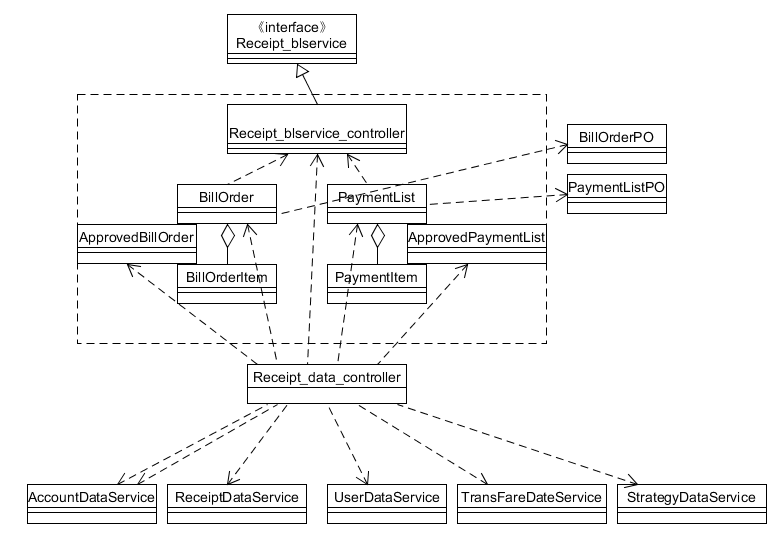 《interface》
Receipt_blservice
Receipt_blservice_controller
BillOrderPO
BillOrder
PaymentList
PaymentListPO
ApprovedBillOrder
ApprovedPaymentList
BillOrderItem
PaymentItem
Receipt_data_controller
AccountDataService
ReceiptDataService
UserDataService
TransFareDateService
StrategyDataService